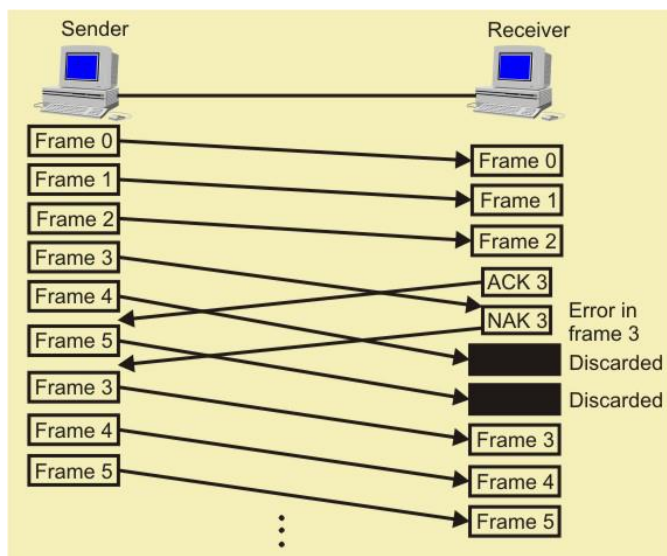 Sender
Receiver
Frame 0
Frame 0
Frame 1
Frame 1
Frame 2
Frame 2
Frame 3
ACK 3
Frame 4
NAK 3
Error in
frame 3
Frame 5
Discarded
Frame 3
Discarded
Frame 4
Frame 3
Frame 5
Frame 4
Frame 5